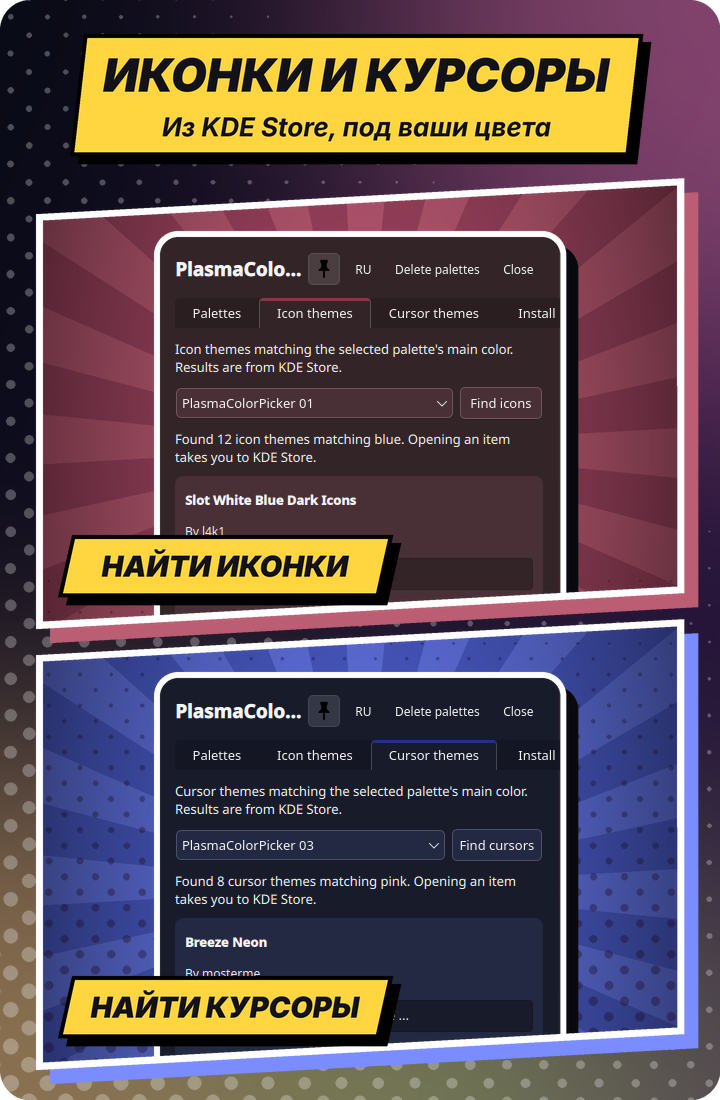 ИКОНКИ И КУРСОРЫ
Из KDE Store, под ваши цвета
PlasmaColo... RU Delete palettes Close
Palettes Icon themes Cursor themes Install
Icon themes matching the selected palette's main color.
Results are from KDE Store.
PlasmaColorPicker 01 Find icons
Found 12 icon themes matching blue. Opening an item
takes you to KDE Store.
Slot White Blue Dark Icons
By l4k1
НАЙТИ ИКОНКИ
PlasmaColo... RU Delete palettes Close
Palettes Icon themes Cursor themes Install
Cursor themes matching the selected palette's main color.
Results are from KDE Store.
PlasmaColorPicker 03 Find cursors
Found 8 cursor themes matching pink. Opening an item
takes you to KDE Store.
Breeze Neon
By mosterme
...
НАЙТИ КУРСОРЫ